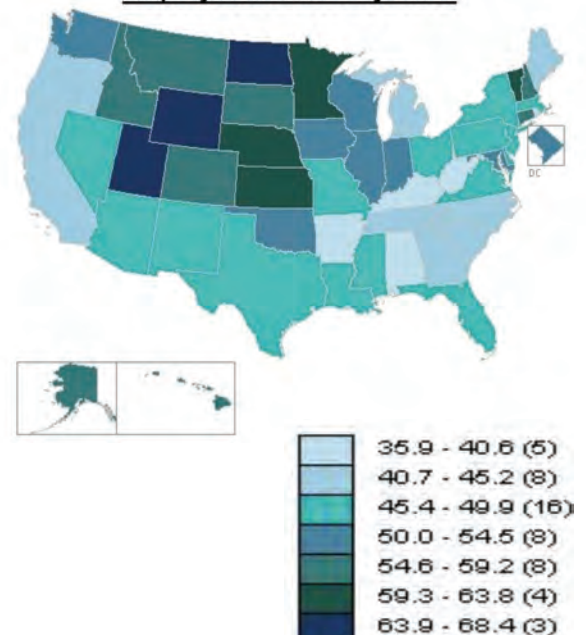 DC
35.9 - 40.6 (5)
40.7 - 45.2 (8)
45.4 - 49.9 (16)
50.0 - 54.5 (8)
54.6 - 59.2 (8)
59.3 - 63.8 (4)
63.9 - 68.4 (3)